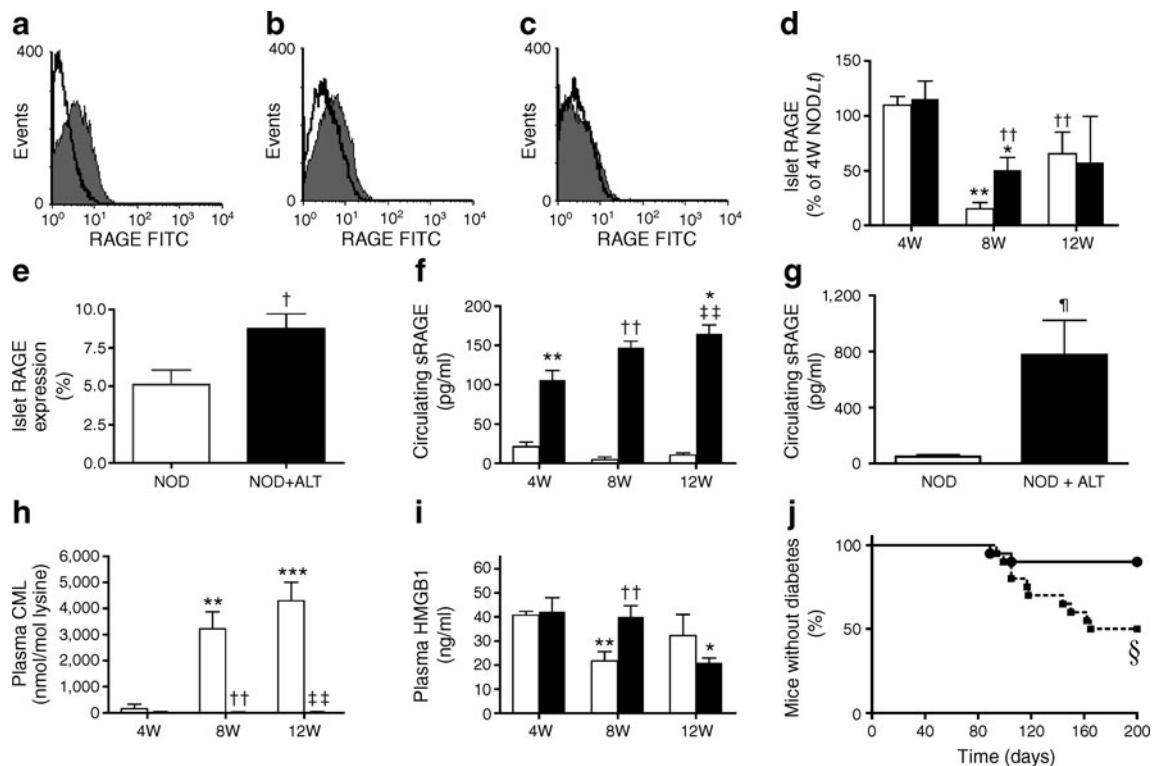 a
400
Events
0
10⁰ 10¹ 10² 10³ 10⁴
RAGE FITC
b
400
Events
0
10⁰ 10¹ 10² 10³ 10⁴
RAGE FITC
c
400
Events
0
10⁰ 10¹ 10² 10³ 10⁴
RAGE FITC
d
Islet RAGE
(% of 4W NODLt)
150
100
50
0
**
††
*
††
4W 8W 12W
e
Islet RAGE
expression
(%)
10.0
7.5
5.0
2.5
0.0
†
NOD NOD+ALT
f
Circulating sRAGE
(pg/ml)
200
150
100
50
0
**
††
*
‡‡
4W 8W 12W
g
Circulating sRAGE
(pg/ml)
1,200
800
400
0
¶
NOD NOD + ALT
h
Plasma CML
(nmol/mol lysine)
6,000
5,000
4,000
3,000
2,000
1,000
0
**
††
***
‡‡
4W 8W 12W
i
Plasma HMGB1
(ng/ml)
60
50
40
30
20
10
0
**
††
*
4W 8W 12W
j
Mice without diabetes
(%)
100
50
0
§
0 40 80 120 160 200
Time (days)